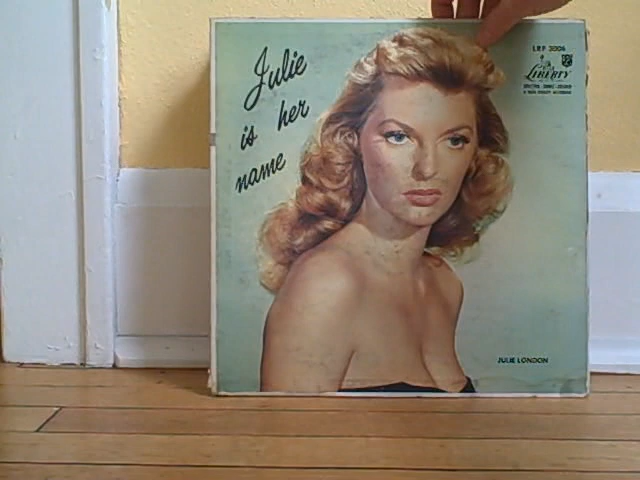 Julie
is her
name
LRP 3006
LIBERTY
JULIE LONDON